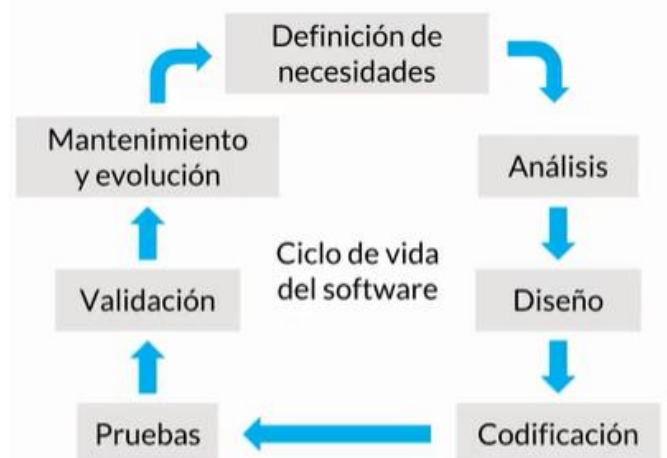 Definición de
necesidades
Análisis
Diseño
Codificación
Pruebas
Validación
Mantenimiento
y evolución
Ciclo de vida
del software